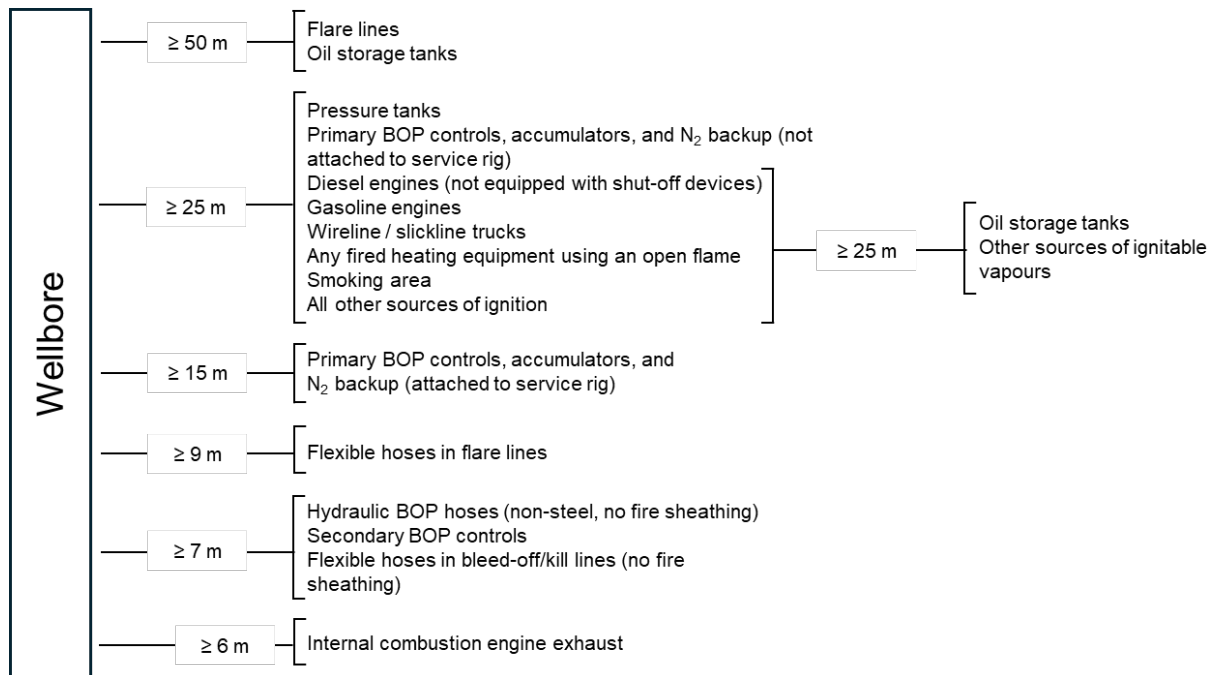 Wellbore
≥ 50 m
Flare lines
Oil storage tanks
≥ 25 m
Pressure tanks
Primary BOP controls, accumulators, and N₂ backup (not
attached to service rig)
Diesel engines (not equipped with shut-off devices)
Gasoline engines
Wireline / slickline trucks
Any fired heating equipment using an open flame
Smoking area
All other sources of ignition
≥ 25 m
Oil storage tanks
Other sources of ignitable
vapours
≥ 15 m
Primary BOP controls, accumulators, and
N₂ backup (attached to service rig)
≥ 9 m
Flexible hoses in flare lines
≥ 7 m
Hydraulic BOP hoses (non-steel, no fire sheathing)
Secondary BOP controls
Flexible hoses in bleed-off/kill lines (no fire
sheathing)
≥ 6 m
Internal combustion engine exhaust